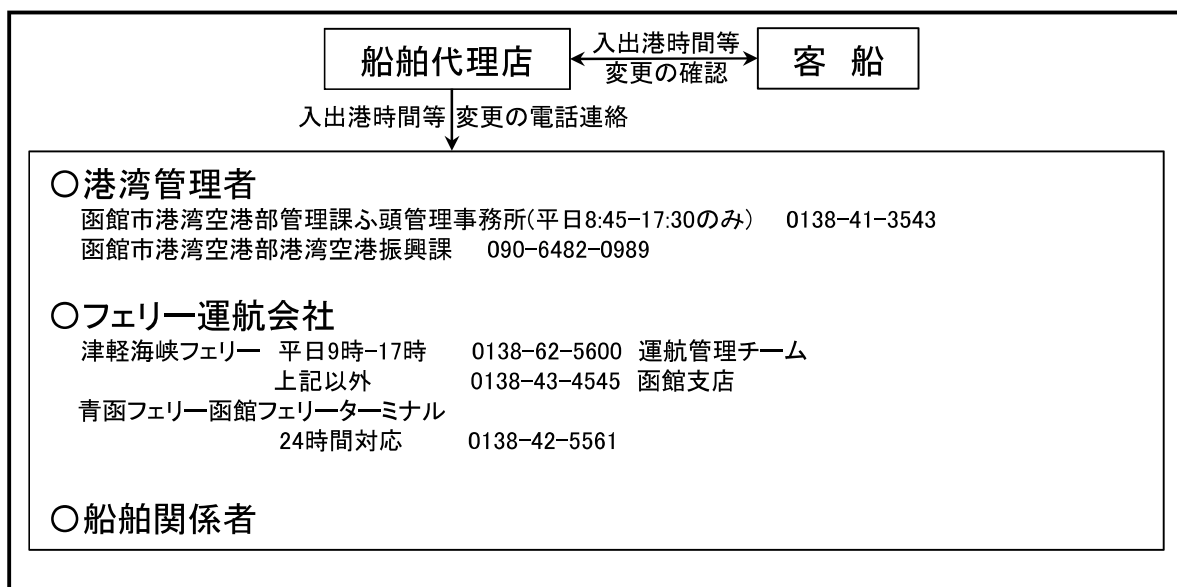 船舶代理店
入出港時間等
変更の確認
客 船
入出港時間等 変更の電話連絡
○港湾管理者
函館市港湾空港部管理課ふ頭管理事務所(平日8:45-17:30のみ) 0138-41-3543
函館市港湾空港部港湾空港振興課 090-6482-0989
○フェリー運航会社
津軽海峡フェリー 平日9時-17時 0138-62-5600 運航管理チーム
上記以外 0138-43-4545 函館支店
青函フェリー函館フェリーターミナル
24時間対応 0138-42-5561
○船舶関係者